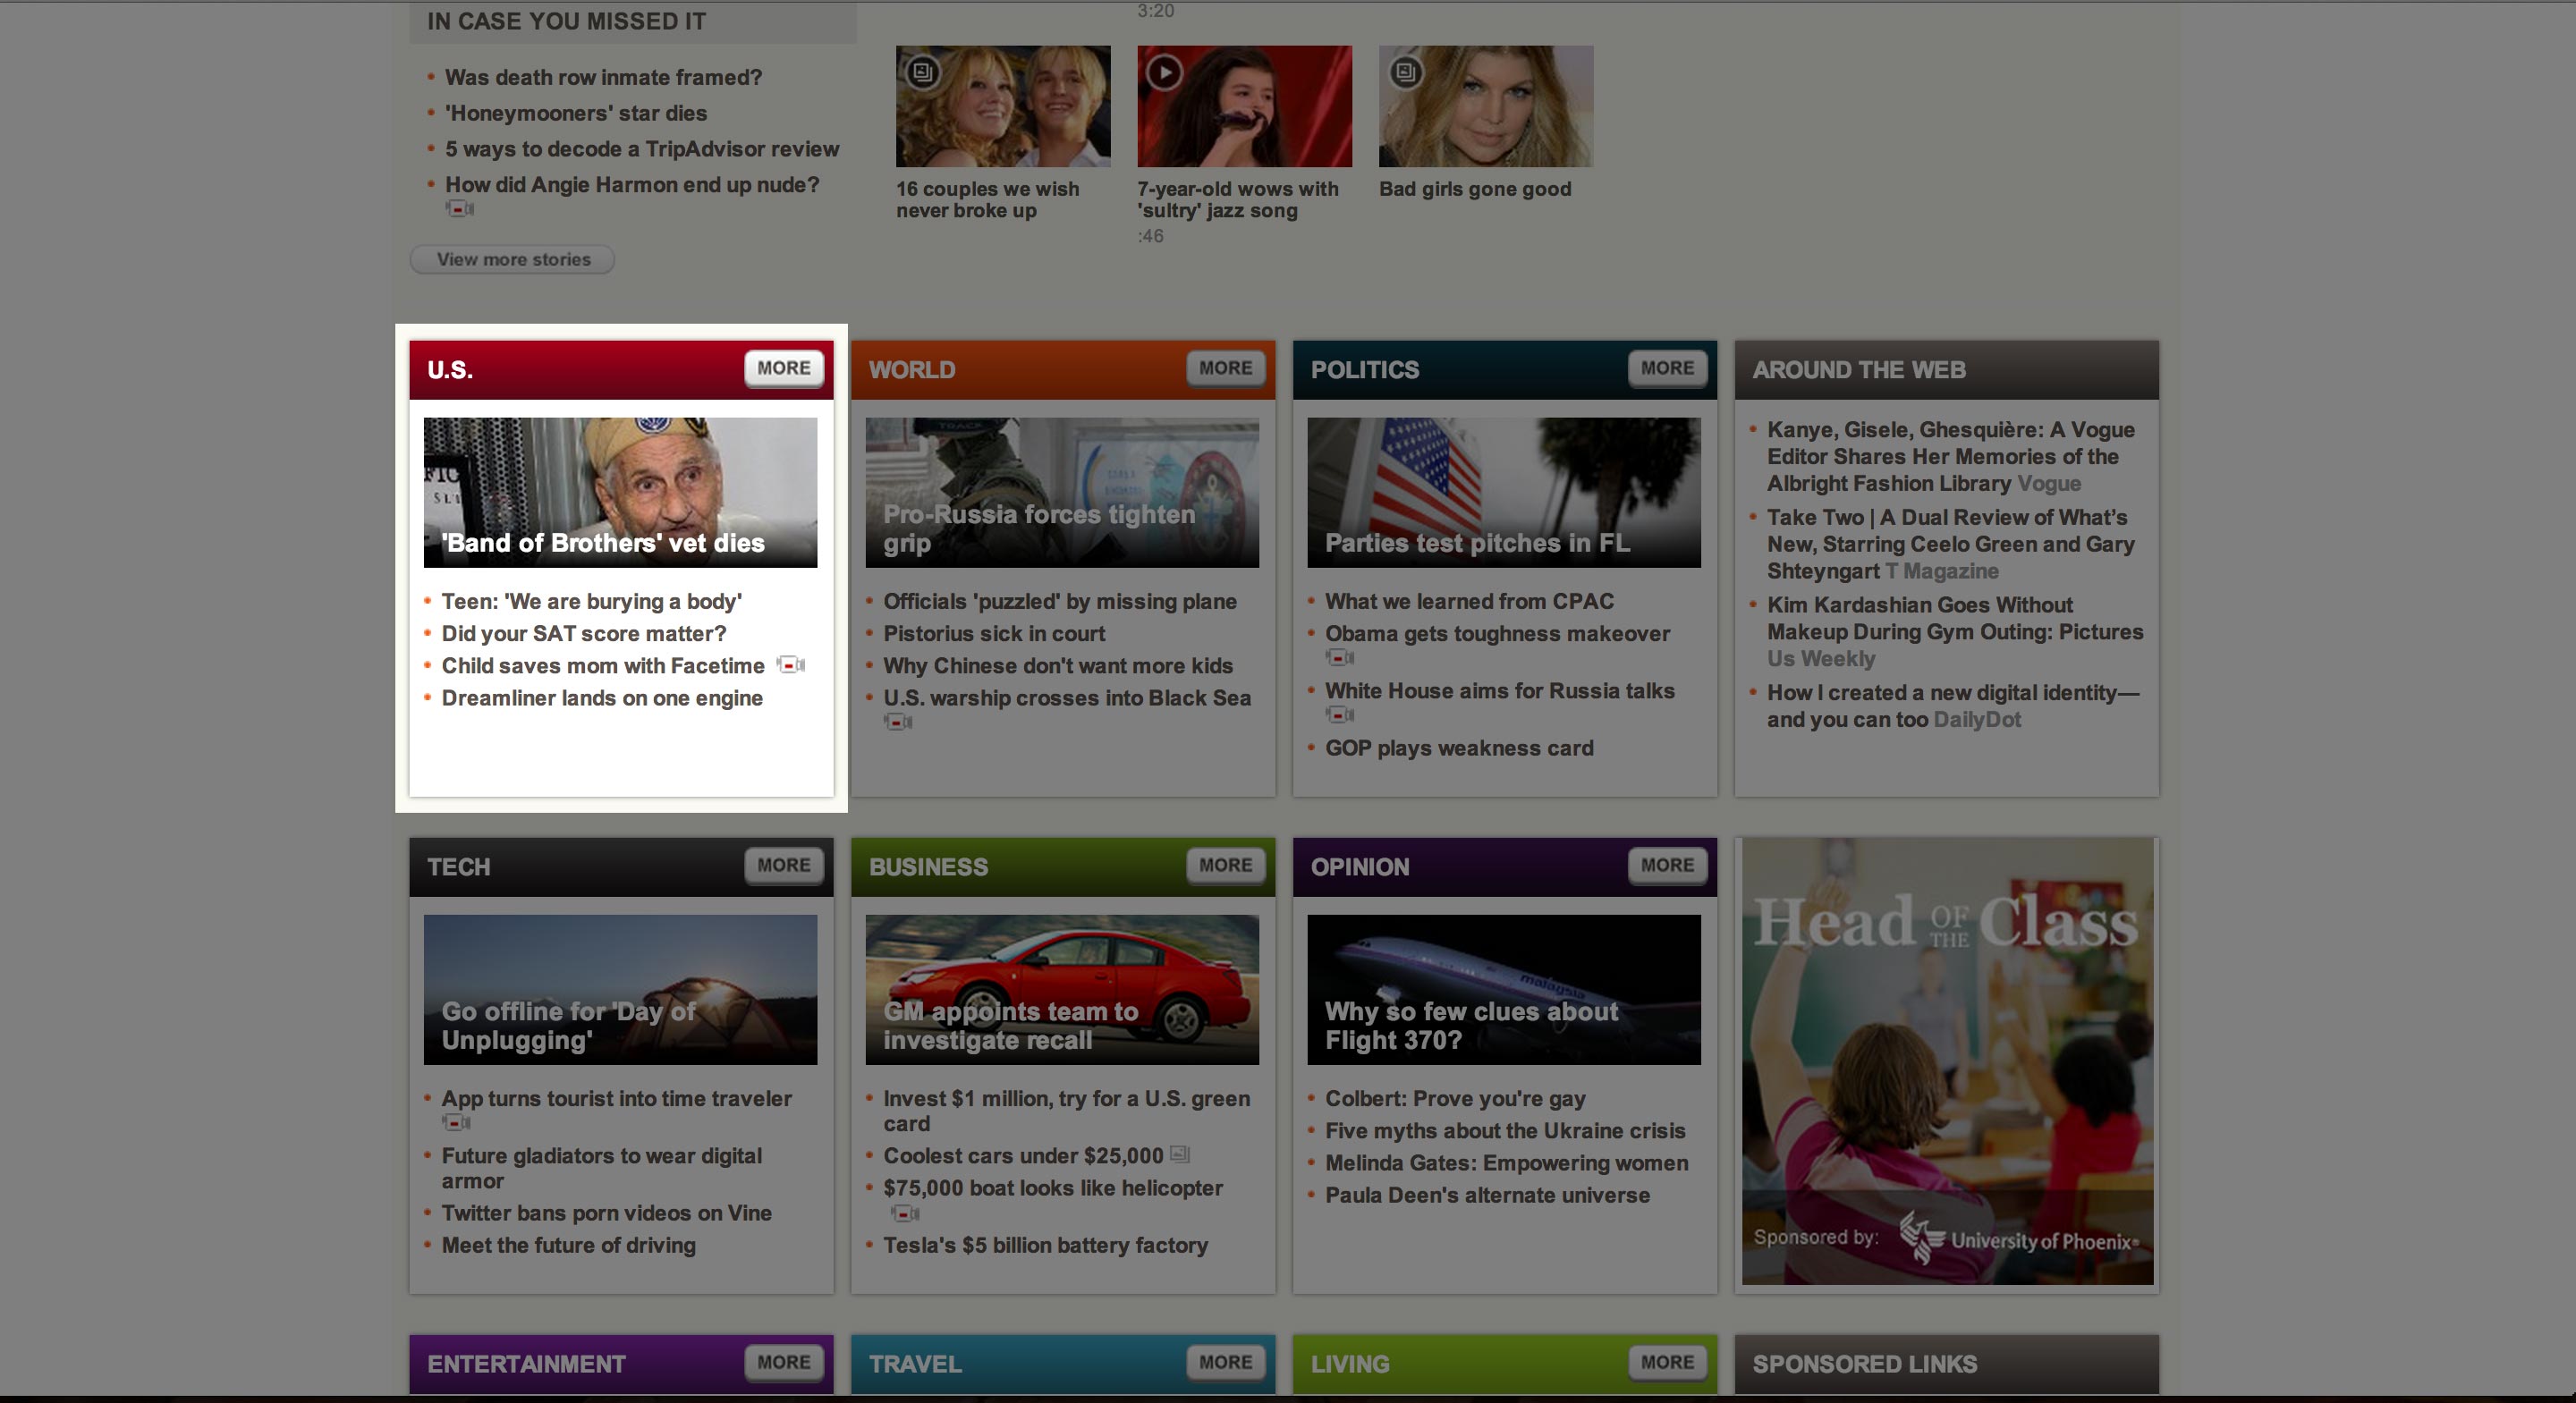 IN CASE YOU MISSED IT
Was death row inmate framed?
'Honeymooners' star dies
5 ways to decode a TripAdvisor review
How did Angie Harmon end up nude?
View more stories
3:20
16 couples we wish
never broke up
7-year-old wows with
'sultry' jazz song
:46
Bad girls gone good
U.S.
MORE
'Band of Brothers' vet dies
Teen: 'We are burying a body'
Did your SAT score matter?
Child saves mom with Facetime
Dreamliner lands on one engine
WORLD
MORE
Pro-Russia forces tighten
grip
Officials 'puzzled' by missing plane
Pistorius sick in court
Why Chinese don't want more kids
U.S. warship crosses into Black Sea
POLITICS
MORE
Parties test pitches in FL
What we learned from CPAC
Obama gets toughness makeover
White House aims for Russia talks
GOP plays weakness card
AROUND THE WEB
Kanye, Gisele, Ghesquière: A Vogue
Editor Shares Her Memories of the
Albright Fashion Library Vogue
Take Two | A Dual Review of What’s
New, Starring Ceelo Green and Gary
Shteyngart T Magazine
Kim Kardashian Goes Without
Makeup During Gym Outing: Pictures
Us Weekly
How I created a new digital identity—
and you can too DailyDot
TECH
MORE
Go offline for 'Day of
Unplugging'
App turns tourist into time traveler
Future gladiators to wear digital
armor
Twitter bans porn videos on Vine
Meet the future of driving
BUSINESS
MORE
GM appoints team to
investigate recall
Invest $1 million, try for a U.S. green
card
Coolest cars under $25,000
$75,000 boat looks like helicopter
Tesla's $5 billion battery factory
OPINION
MORE
malaysia
Why so few clues about
Flight 370?
Colbert: Prove you're gay
Five myths about the Ukraine crisis
Melinda Gates: Empowering women
Paula Deen's alternate universe
Head OF THE Class
Sponsored by: University of Phoenix
ENTERTAINMENT
MORE
TRAVEL
MORE
LIVING
MORE
SPONSORED LINKS